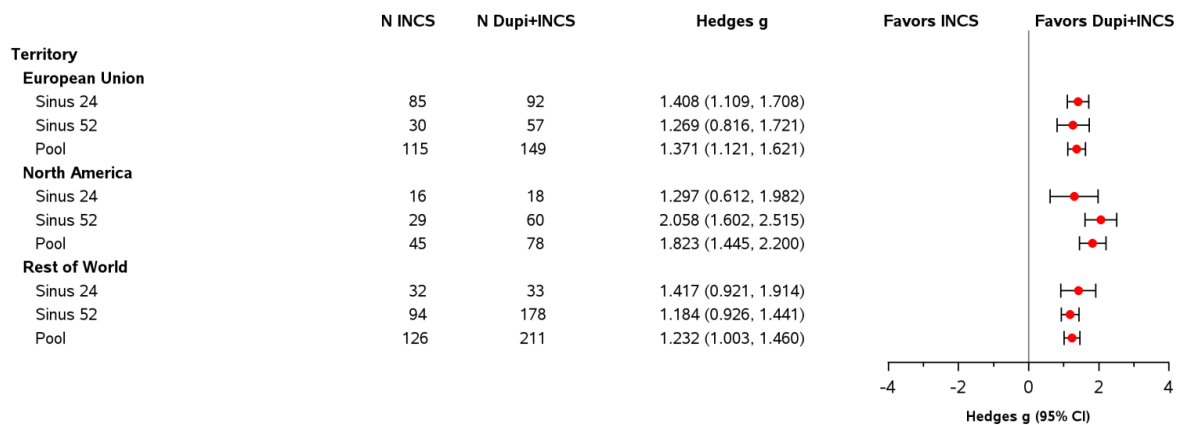 N INCS N Dupi+INCS Hedges g Favors INCS Favors Dupi+INCS
Territory
European Union
Sinus 24 85 92 1.408 (1.109, 1.708)
Sinus 52 30 57 1.269 (0.816, 1.721)
Pool 115 149 1.371 (1.121, 1.621)
North America
Sinus 24 16 18 1.297 (0.612, 1.982)
Sinus 52 29 60 2.058 (1.602, 2.515)
Pool 45 78 1.823 (1.445, 2.200)
Rest of World
Sinus 24 32 33 1.417 (0.921, 1.914)
Sinus 52 94 178 1.184 (0.926, 1.441)
Pool 126 211 1.232 (1.003, 1.460)
-4 -2 0 2 4
Hedges g (95% CI)